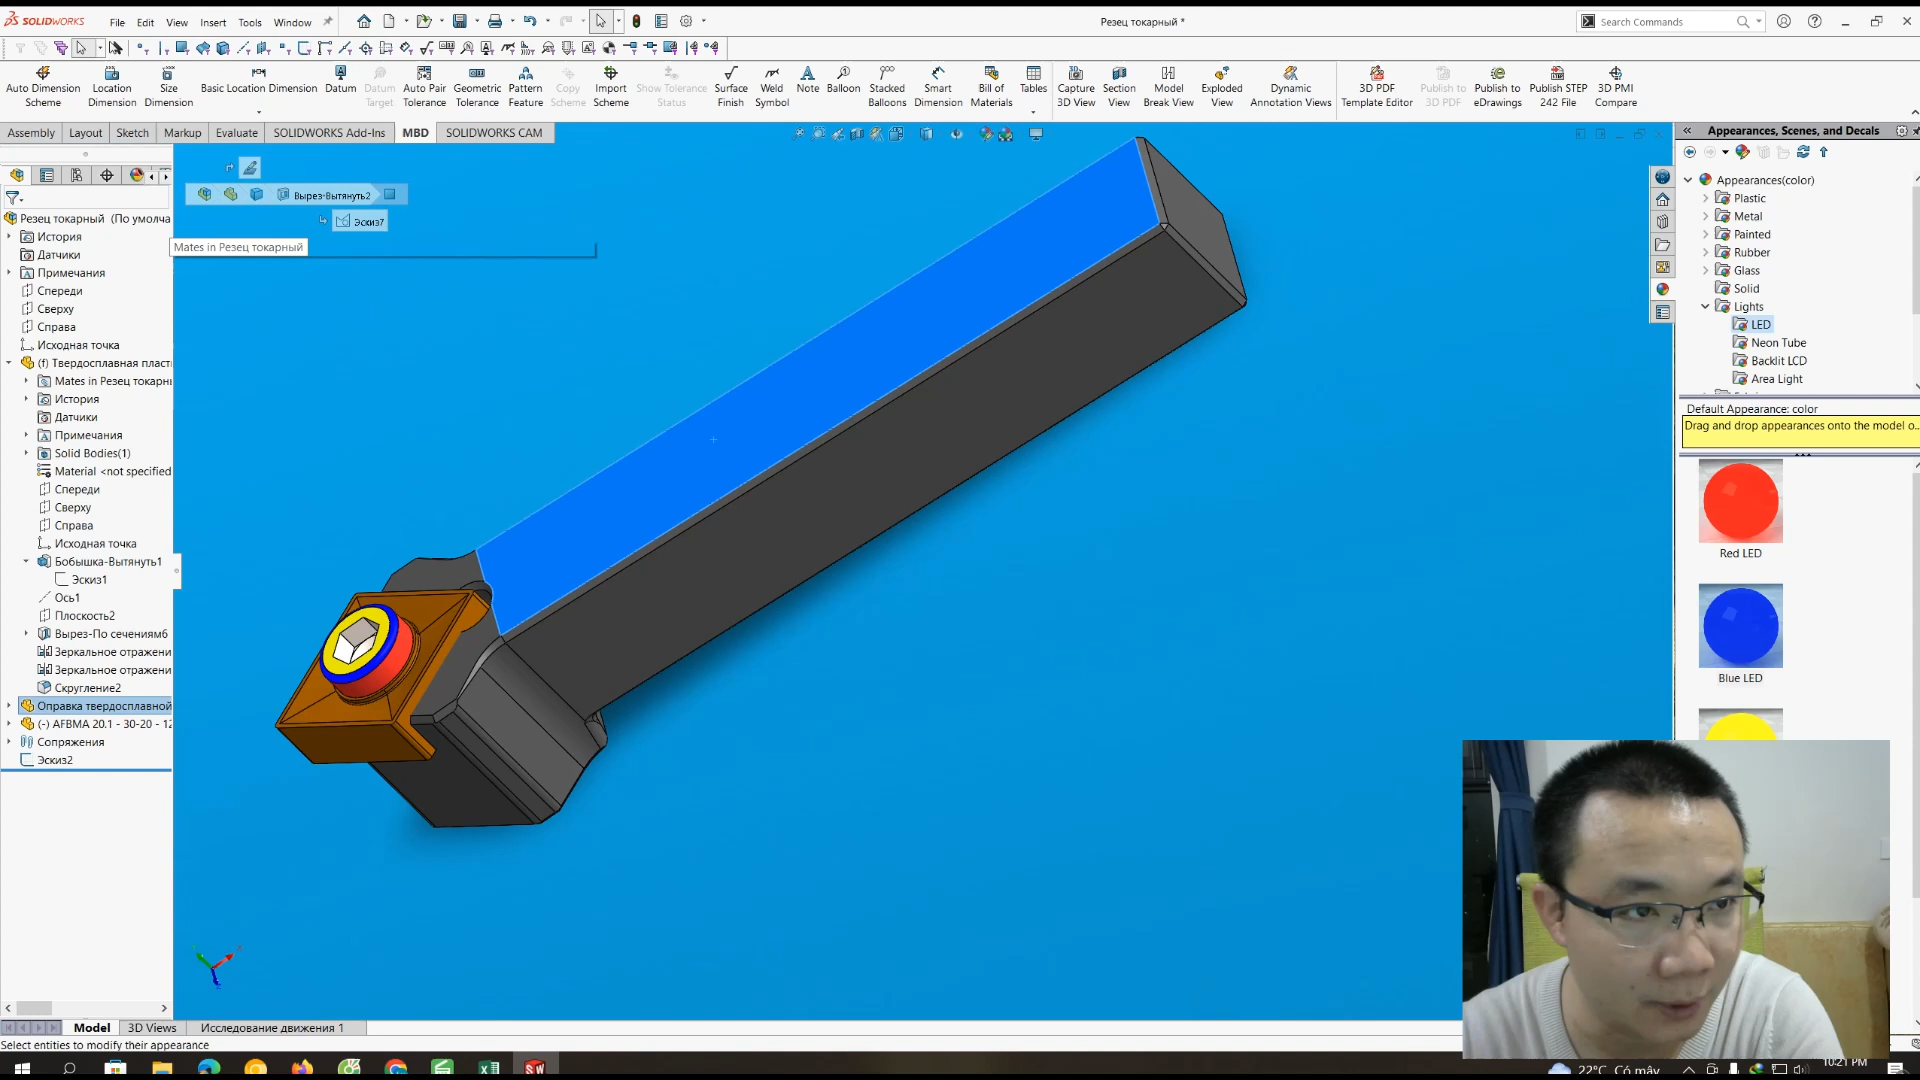 SOLIDWORKS File Edit View Insert Tools Window Резец токарный * Search Commands
Auto Dimension Scheme
Location Dimension
Size Dimension
Basic Location Dimension
Datum
Datum Target
Auto Pair Tolerance
Geometric Tolerance
Pattern Feature
Copy Scheme
Import Scheme
Show Tolerance Status
Surface Finish
Weld Symbol
Note
Balloon
Stacked Balloons
Smart Dimension
Bill of Materials
Tables
Capture 3D View
Section View
Model Break View
Exploded View
Dynamic Annotation Views
3D PDF Template Editor
Publish to 3D PDF
Publish to eDrawings
Publish STEP 242 File
3D PMI Compare
Assembly Layout Sketch Markup Evaluate SOLIDWORKS Add-Ins MBD SOLIDWORKS CAM
Вырез-Вытянуть2
Эскиз7
Mates in Резец токарный
Резец токарный (По умолча
История
Датчики
Примечания
Спереди
Сверху
Справа
Исходная точка
(f) Твердосплавная пласт
Mates in Резец токарн
История
Датчики
Примечания
Solid Bodies(1)
Material <not specified
Спереди
Сверху
Справа
Исходная точка
Бобышка-Вытянуть1
Эскиз1
Ось1
Плоскость2
Вырез-По сечениям6
Зеркальное отражени
Зеркальное отражени
Скругление2
Оправка твердосплавной
(-) AFBMA 20.1 - 30-20 - 12
Сопряжения
Эскиз2
Appearances, Scenes, and Decals
Appearances(color)
Plastic
Metal
Painted
Rubber
Glass
Solid
Lights
LED
Neon Tube
Backlit LCD
Area Light
Default Appearance: color
Drag and drop appearances onto the model o...
Red LED
Blue LED
Model 3D Views Исследование движения 1
Select entities to modify their appearance
22°C Có mây
10:21 PM